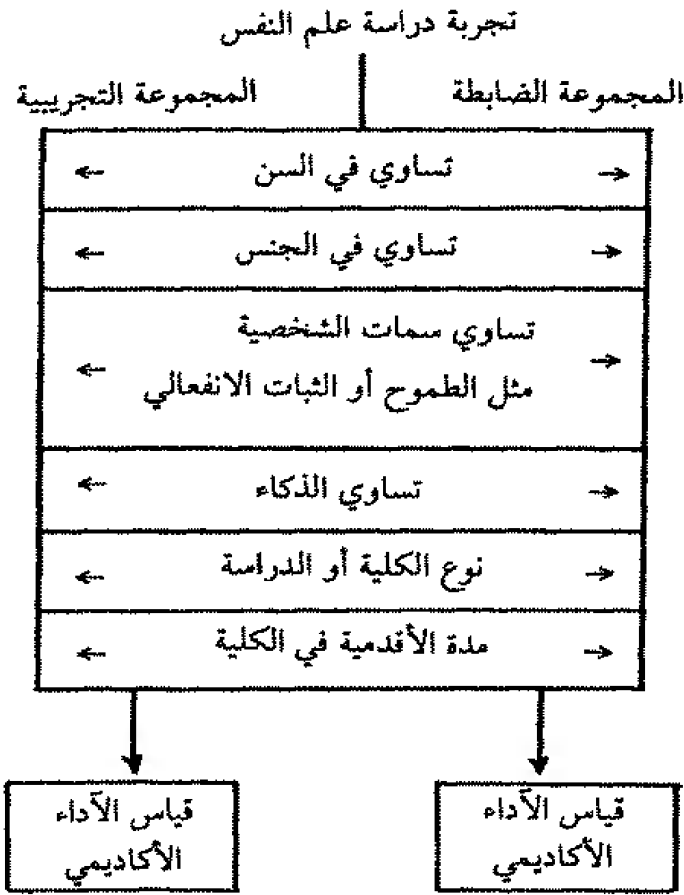 تجربة دراسة علم النفس
المجموعة الضابطة
المجموعة التجريبية
تساوي في السن
تساوي في الجنس
تساوي سمات الشخصية
مثل الطموح أو الثبات الانفعالي
تساوي الذكاء
نوع الكلية أو الدراسة
مدة الأقدمية في الكلية
قياس الآداء
الأكاديمي
قياس الآداء
الأكاديمي